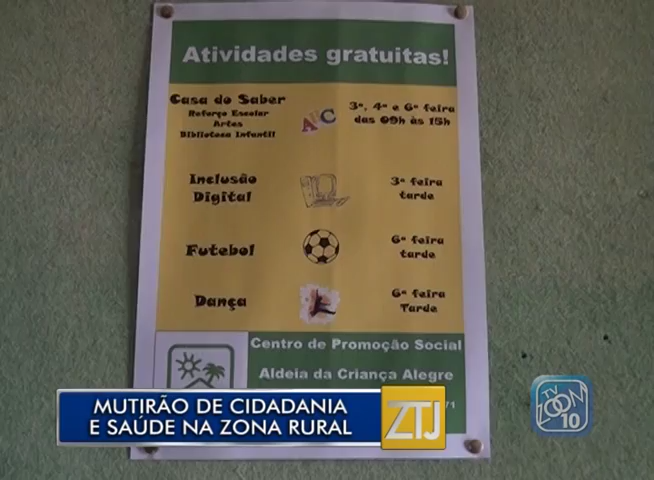 Atividades gratuitas!
Casa do Saber
Reforço Escolar
Artes
Biblioteca Infantil
ABC
3ª, 4ª e 6ª feira
das 09h às 15h
Inclusão
Digital
3ª feira
tarde
Futebol
6ª feira
tarde
Dança
6ª feira
Tarde
Centro de Promoção Social
Aldeia da Criança Alegre
MUTIRÃO DE CIDADANIA
E SAÚDE NA ZONA RURAL
ZTJ
TV
ZOOM
10